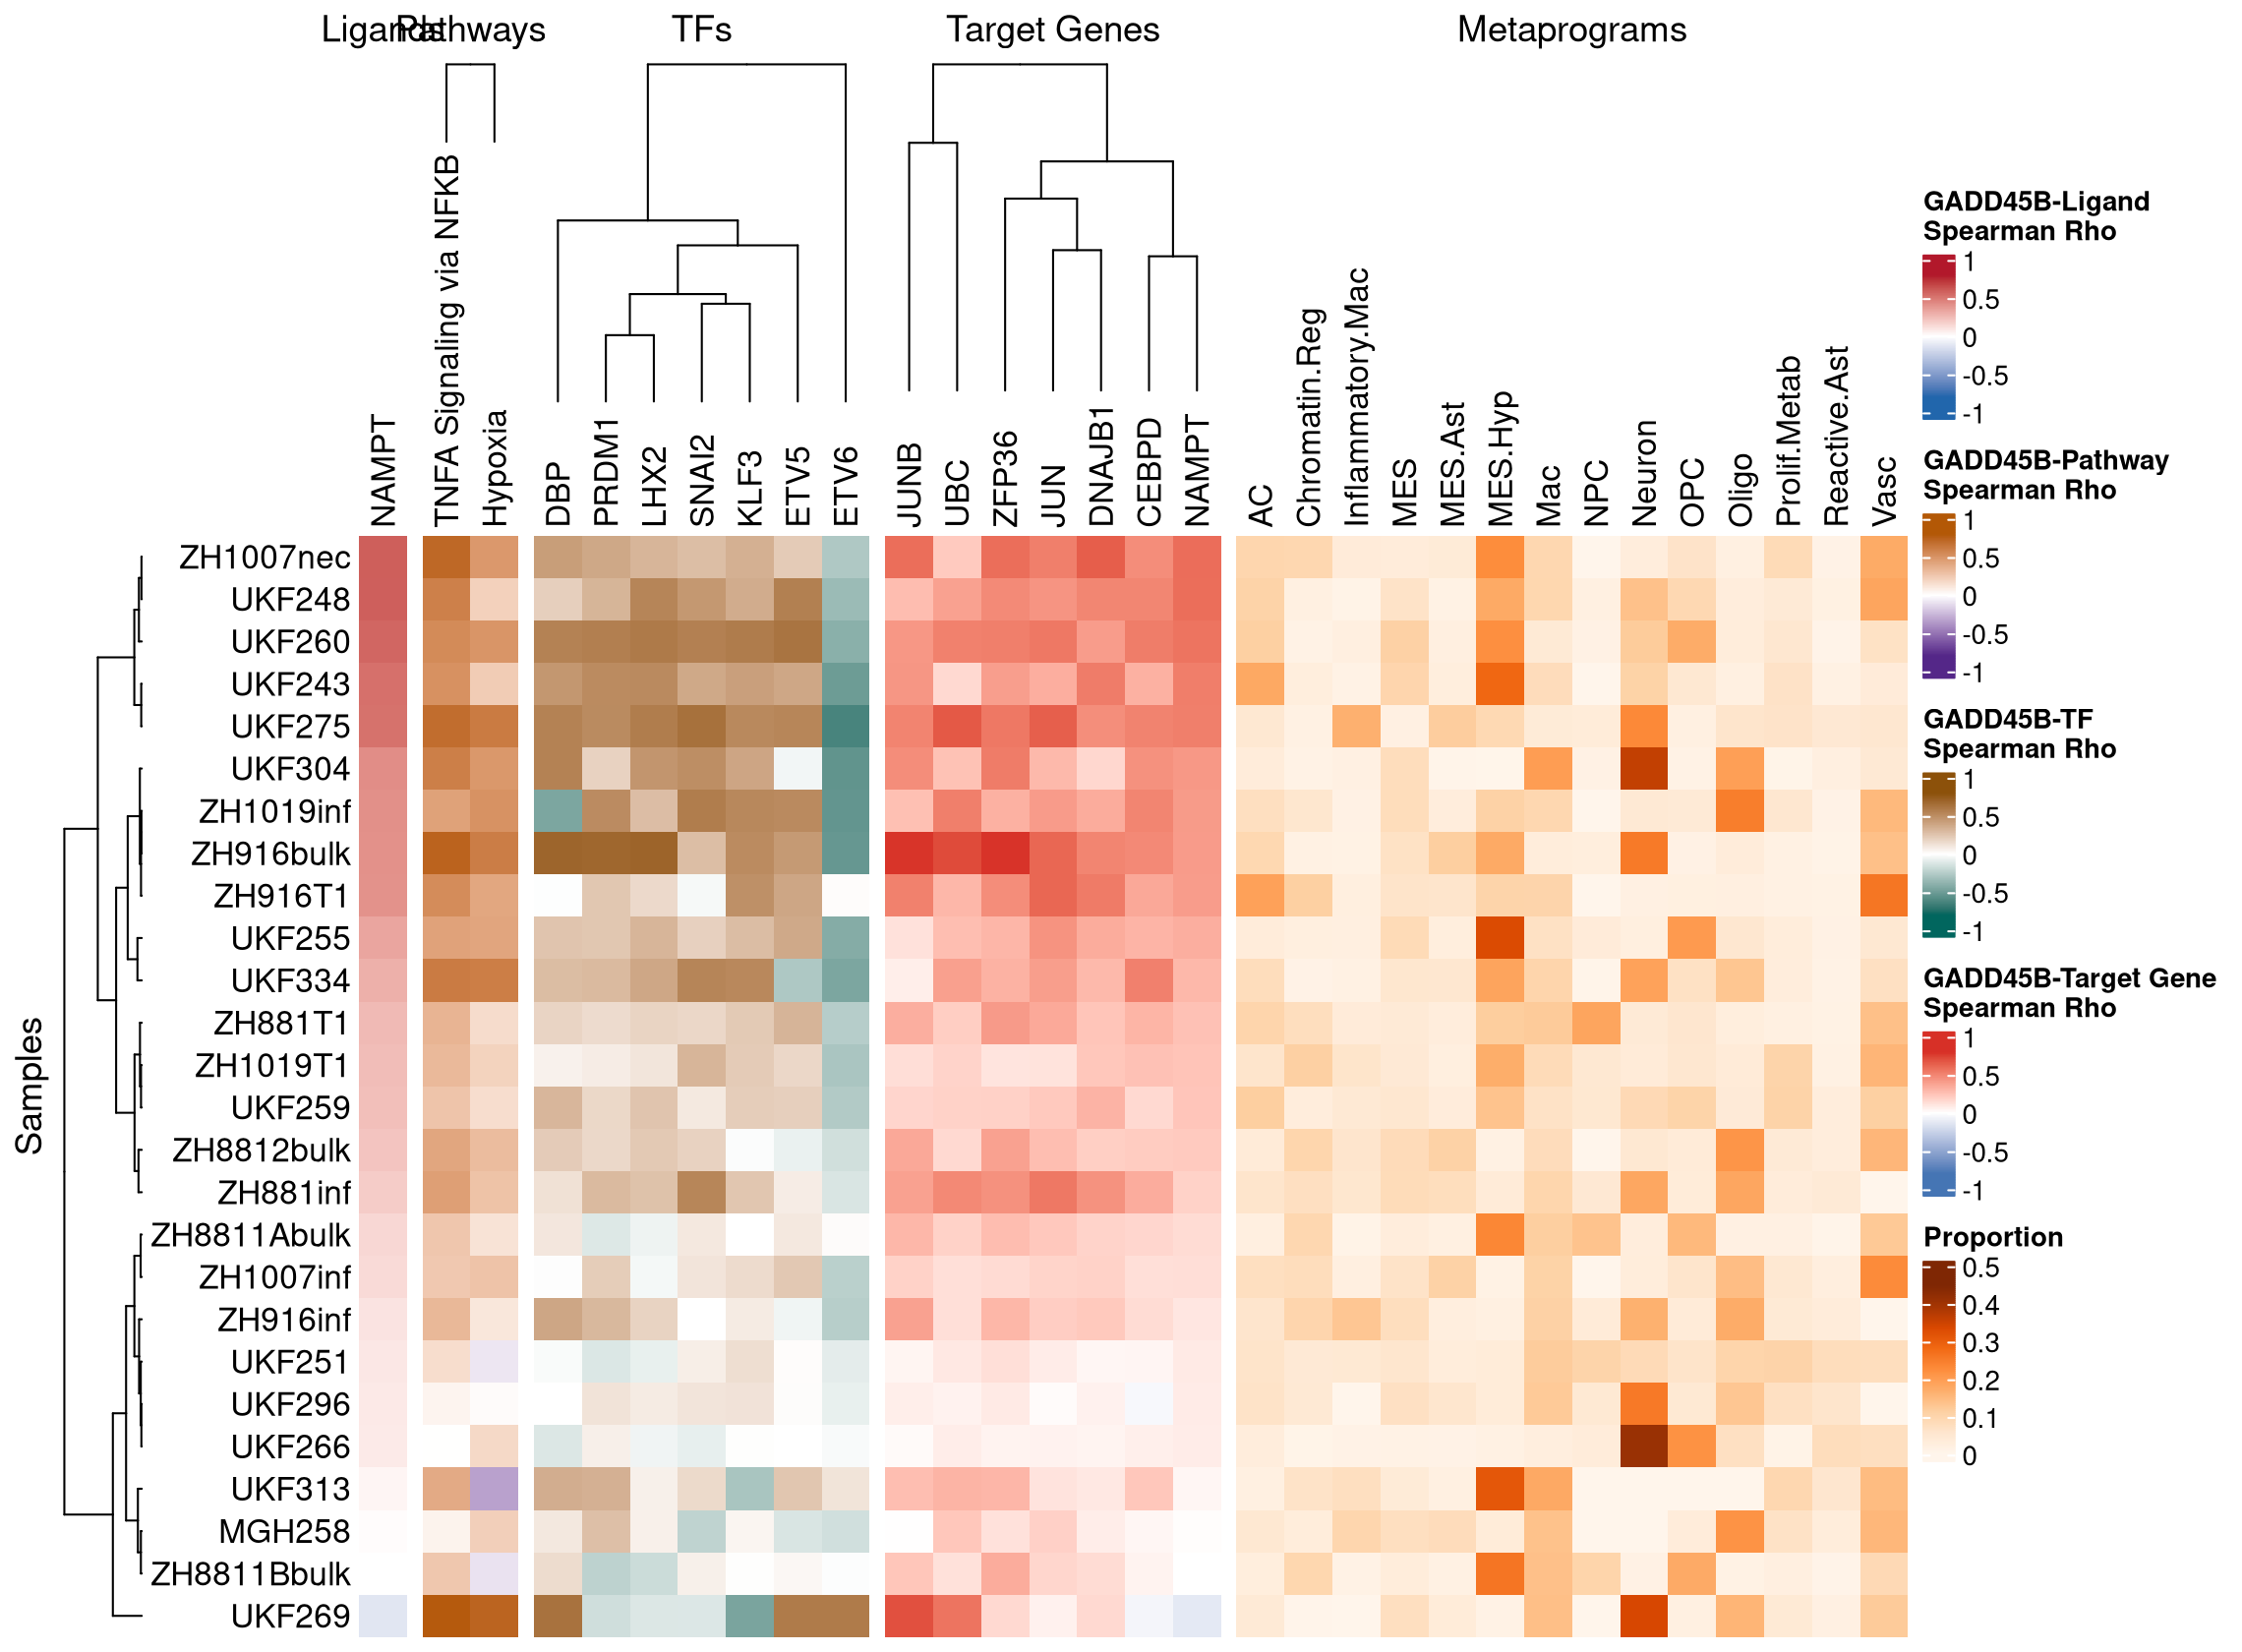 Ligands
Pathways
TFs
Target Genes
Metaprograms
NAMPT
TNFA Signaling via NFKB
Hypoxia
DBP
PRDM1
LHX2
SNAI2
KLF3
ETV5
ETV6
JUNB
UBC
ZFP36
JUN
DNAJB1
CEBPD
NAMPT
AC
Chromatin.Reg
Inflammatory.Mac
MES
MES.Ast
MES.Hyp
Mac
NPC
Neuron
OPC
Oligo
Prolif.Metab
Reactive.Ast
Vasc
Samples
ZH1007nec
UKF248
UKF260
UKF243
UKF275
UKF304
ZH1019inf
ZH916bulk
ZH916T1
UKF255
UKF334
ZH881T1
ZH1019T1
UKF259
ZH8812bulk
ZH881inf
ZH8811Abulk
ZH1007inf
ZH916inf
UKF251
UKF296
UKF266
UKF313
MGH258
ZH8811Bbulk
UKF269
GADD45B-Ligand
Spearman Rho
1
0.5
0
-0.5
-1
GADD45B-Pathway
Spearman Rho
1
0.5
0
-0.5
-1
GADD45B-TF
Spearman Rho
1
0.5
0
-0.5
-1
GADD45B-Target Gene
Spearman Rho
1
0.5
0
-0.5
-1
Proportion
0.5
0.4
0.3
0.2
0.1
0